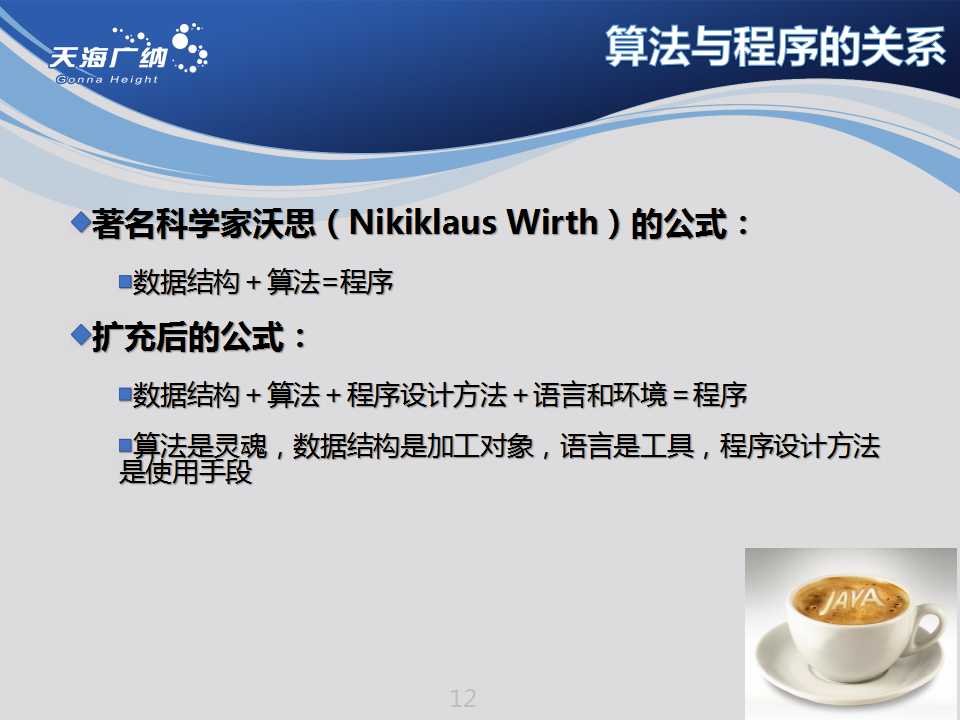 天海广纳
Gonna Height
算法与程序的关系
著名科学家沃思（Nikiklaus Wirth）的公式：
数据结构＋算法=程序
扩充后的公式：
数据结构＋算法＋程序设计方法＋语言和环境＝程序
算法是灵魂，数据结构是加工对象，语言是工具，程序设计方法
是使用手段
JAVA
12